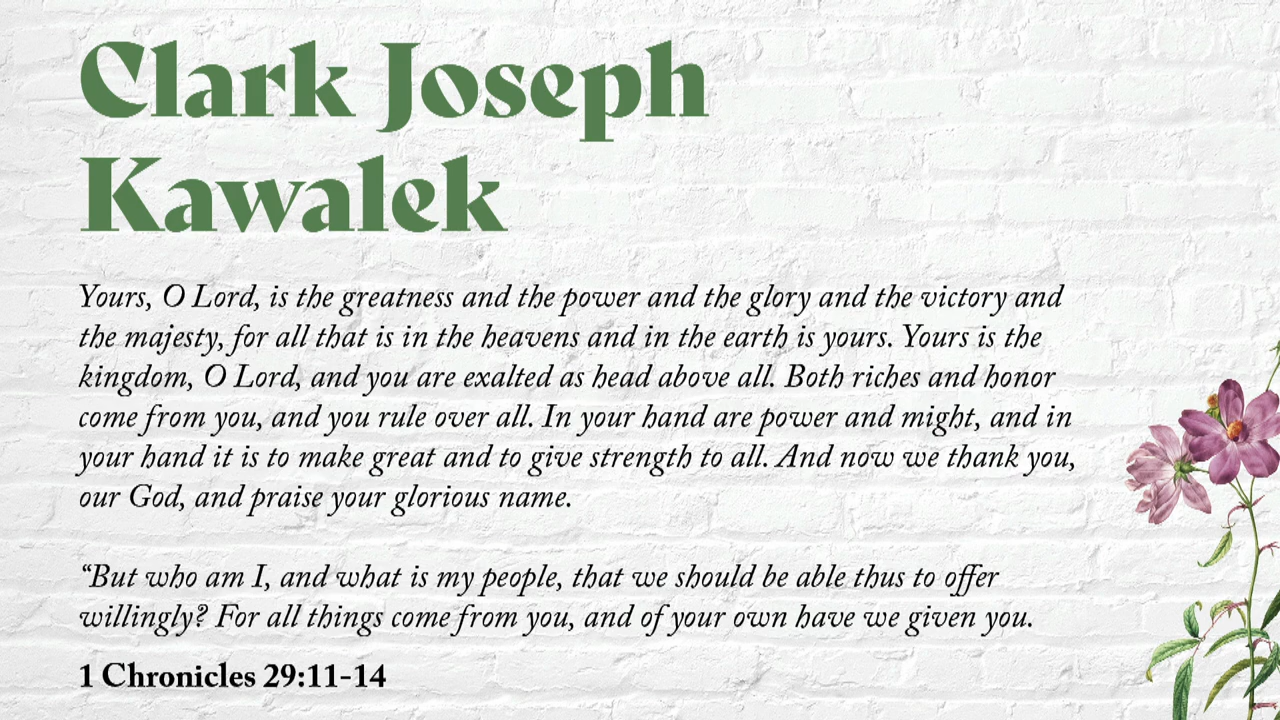 Clark Joseph
Kawalek
Yours, O Lord, is the greatness and the power and the glory and the victory and
the majesty, for all that is in the heavens and in the earth is yours. Yours is the
kingdom, O Lord, and you are exalted as head above all. Both riches and honor
come from you, and you rule over all. In your hand are power and might, and in
your hand it is to make great and to give strength to all. And now we thank you,
our God, and praise your glorious name.
“But who am I, and what is my people, that we should be able thus to offer
willingly? For all things come from you, and of your own have we given you.
1 Chronicles 29:11-14